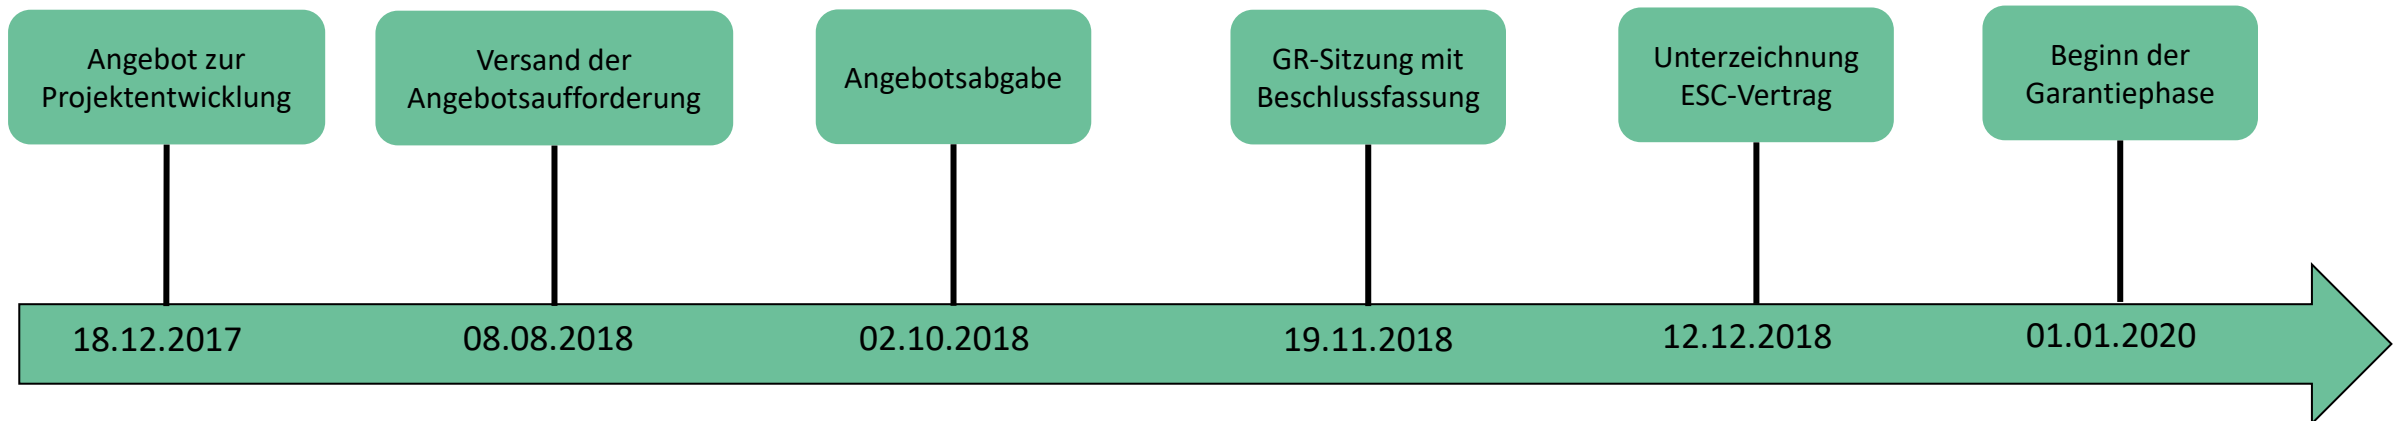 Angebot zur
Projektentwicklung
Versand der
Angebotsaufforderung
Angebotsabgabe
GR-Sitzung mit
Beschlussfassung
Unterzeichnung
ESC-Vertrag
Beginn der
Garantiephase
18.12.2017
08.08.2018
02.10.2018
19.11.2018
12.12.2018
01.01.2020